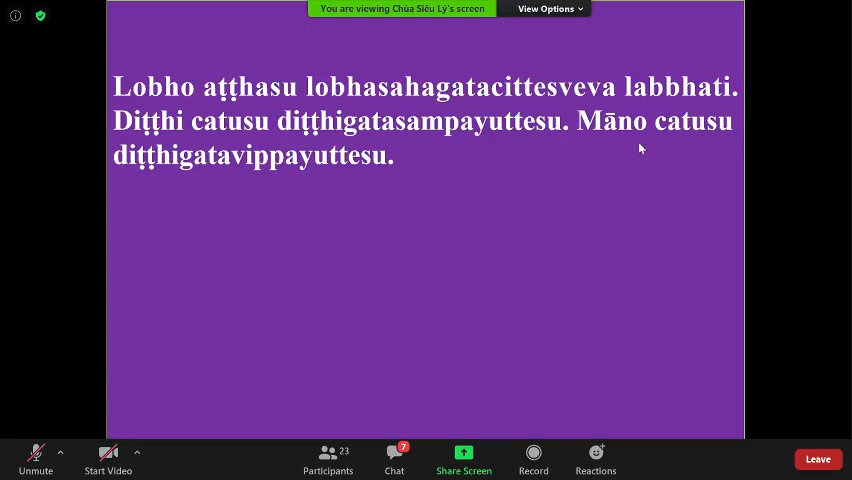 You are viewing Chùa Siêu Lý's screen
View Options
Lobho aṭṭhasu lobhasahagatacittesveva labbhati.
Diṭṭhi catusu diṭṭhigatasampayuttesu. Māno catusu
diṭṭhigatavippayuttesu.
Unmute
Start Video
23
Participants
7
Chat
Share Screen
Record
Reactions
Leave